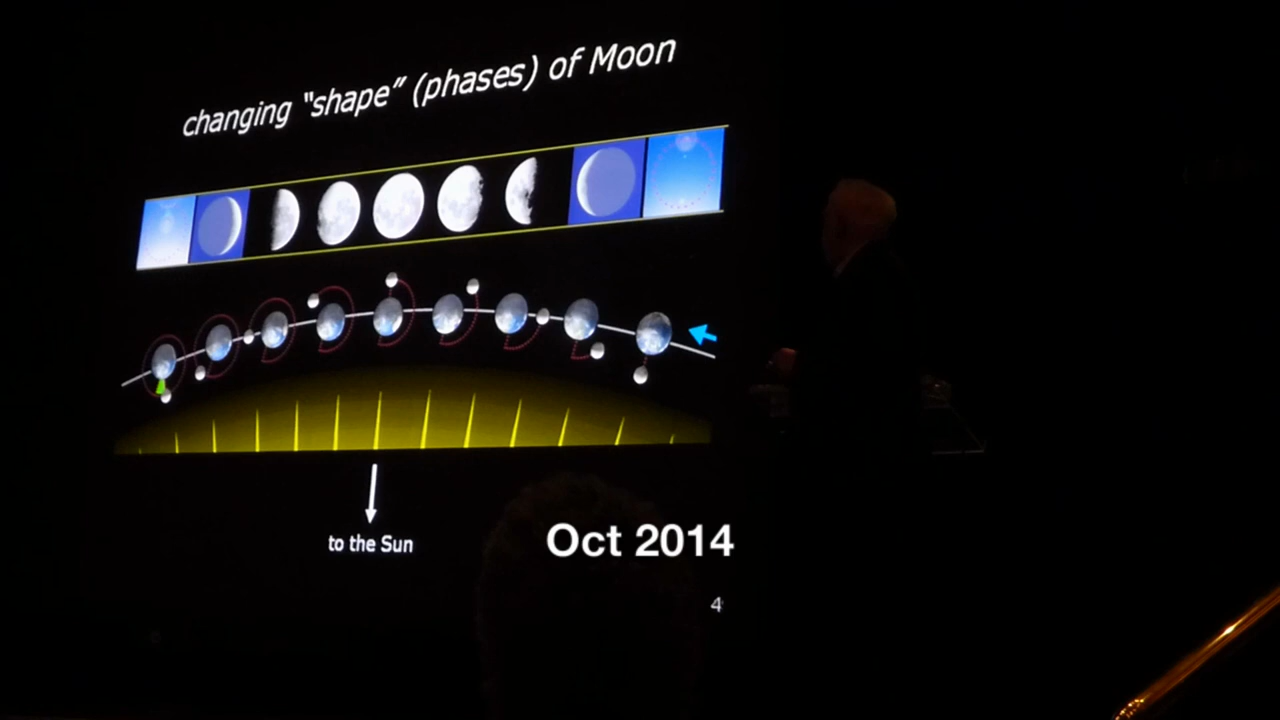 changing “shape” (phases) of Moon
to the Sun
Oct 2014
4